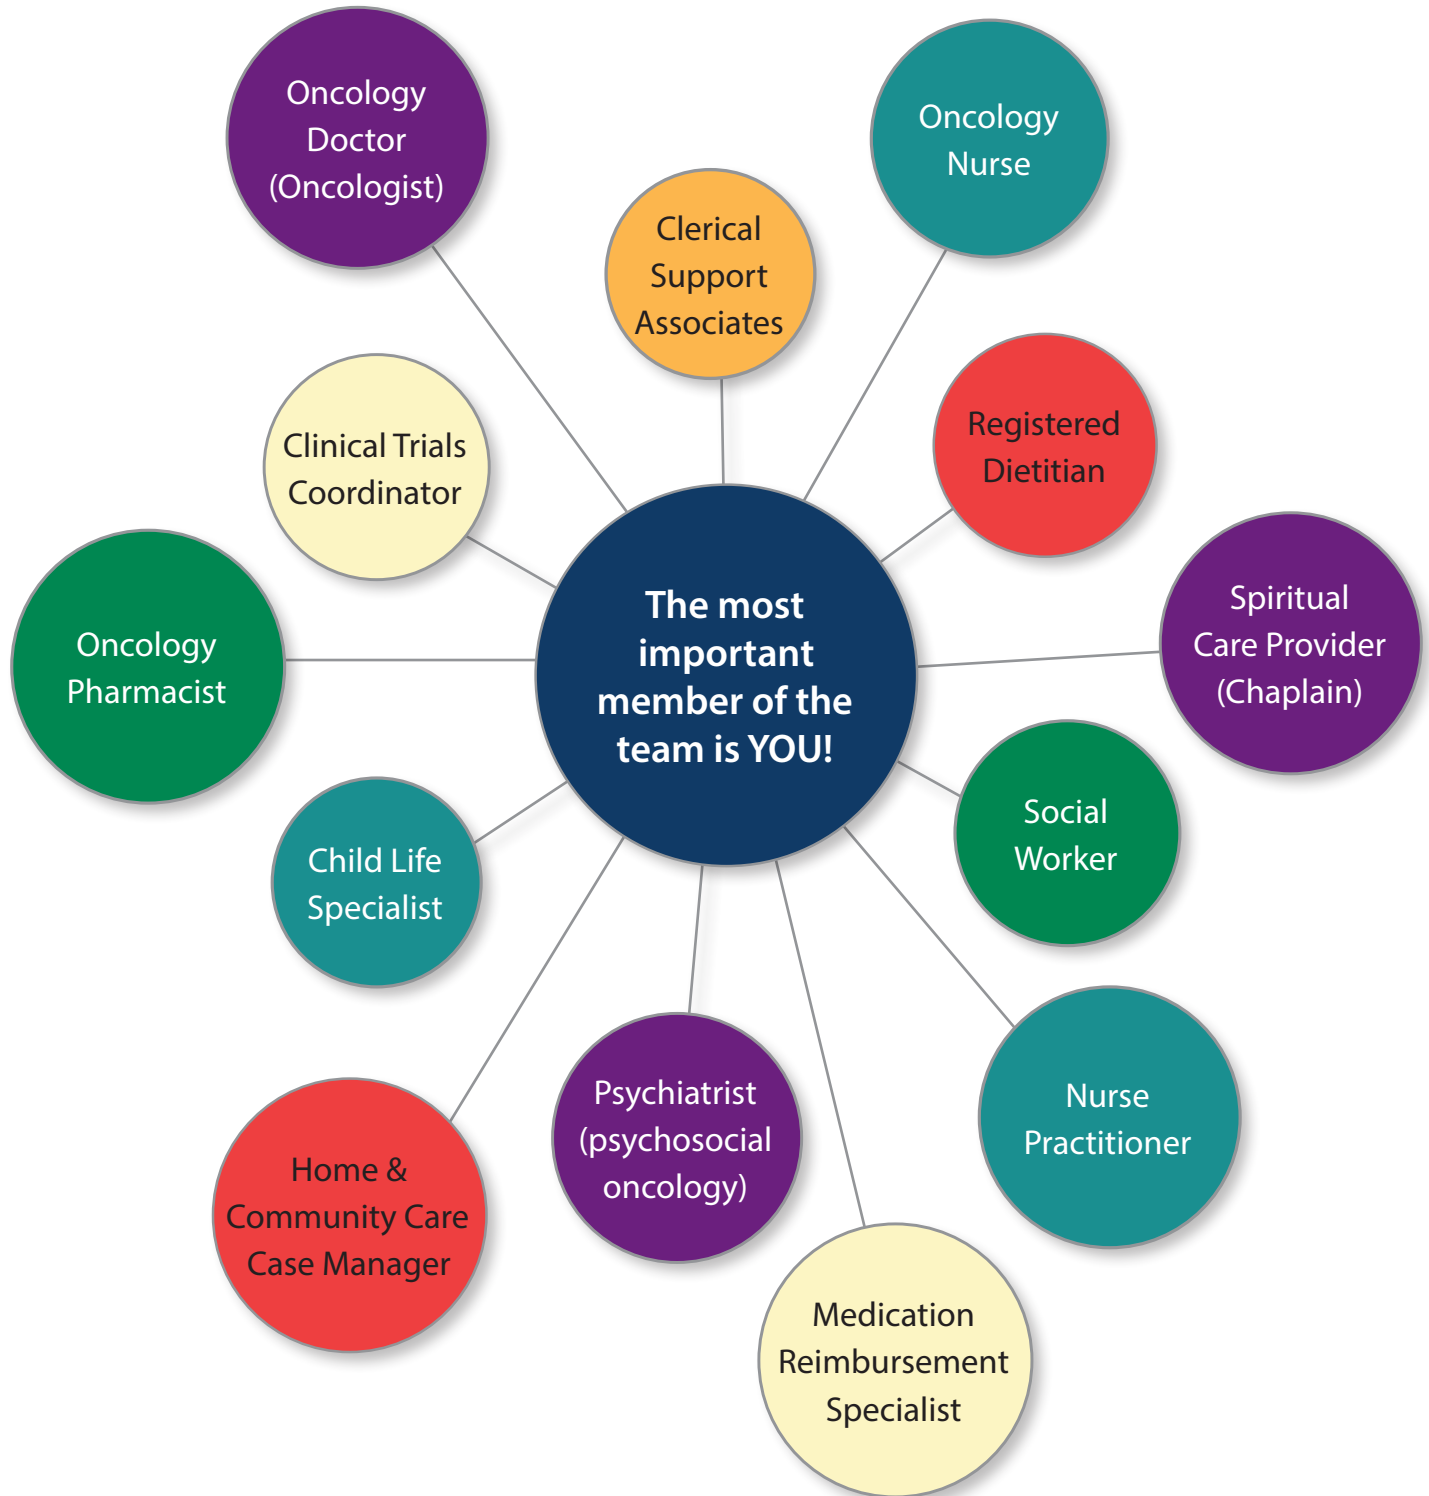 Oncology
Doctor
(Oncologist)
Oncology
Nurse
Clerical
Support
Associates
Clinical Trials
Coordinator
Registered
Dietitian
Oncology
Pharmacist
The most
important
member of the
team is YOU!
Spiritual
Care Provider
(Chaplain)
Child Life
Specialist
Social
Worker
Home &
Community Care
Case Manager
Psychiatrist
(psychosocial
oncology)
Nurse
Practitioner
Medication
Reimbursement
Specialist